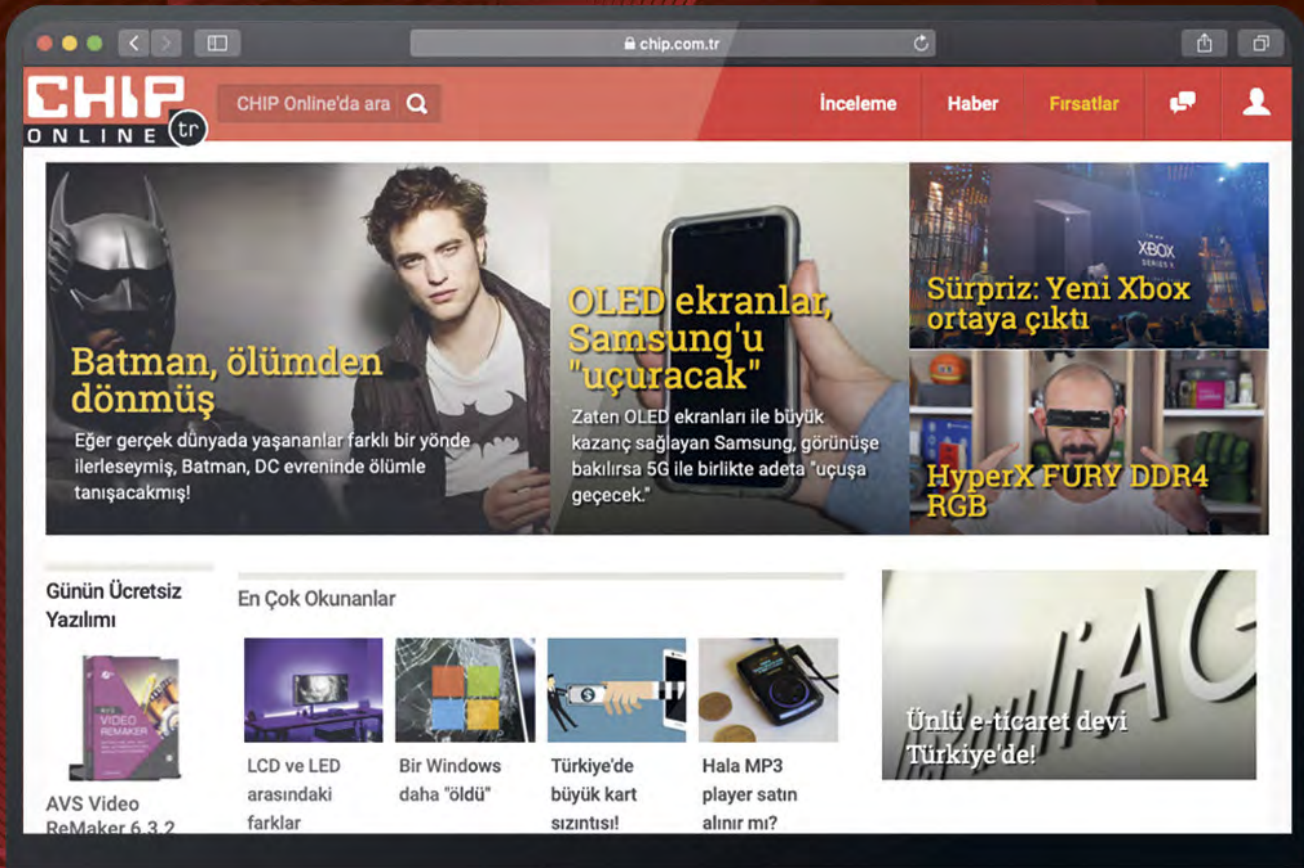 chip.com.tr
CHIP
ONLINE tr
CHIP Online'da ara
İnceleme
Haber
Fırsatlar
Batman, ölümden
dönmüş
Eğer gerçek dünyada yaşananlar farklı bir yönde
ilerleseymiş, Batman, DC evreninde ölümle
tanışacakmış!
OLED ekranlar,
Samsung'u
"uçuracak"
Zaten OLED ekranları ile büyük
kazanç sağlayan Samsung, görünüşe
bakılırsa 5G ile birlikte adeta "uçuşa
geçecek."
XBOX
SERIES X
Sürpriz: Yeni Xbox
ortaya çıktı
HyperX FURY DDR4
RGB
Günün Ücretsiz
Yazılımı
AVS
VIDEO
REMAKER
AVS Video
ReMaker 6.3.2
En Çok Okunanlar
LCD ve LED
arasındaki
farklar
Bir Windows
daha "öldü"
Türkiye'de
büyük kart
sızıntısı!
Hala MP3
player satın
alınır mı?
AG
Ünlü e-ticaret devi
Türkiye'de!